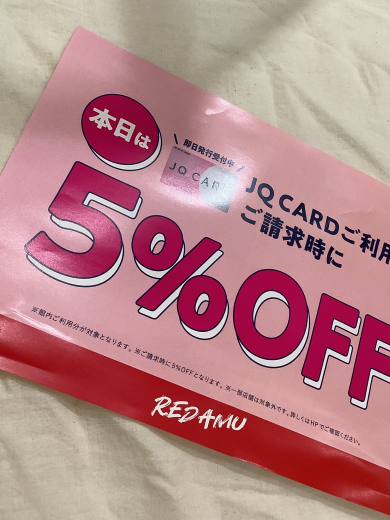 本日は
即日発行受付中
JQ CARD
JQ CARDご利用
ご請求時に
5%OFF
※館内ご利用分が対象となります。※ご請求時に5%OFFとなります。※一部店舗は対象外です。詳しくはHPでご確認ください。
REDAMU